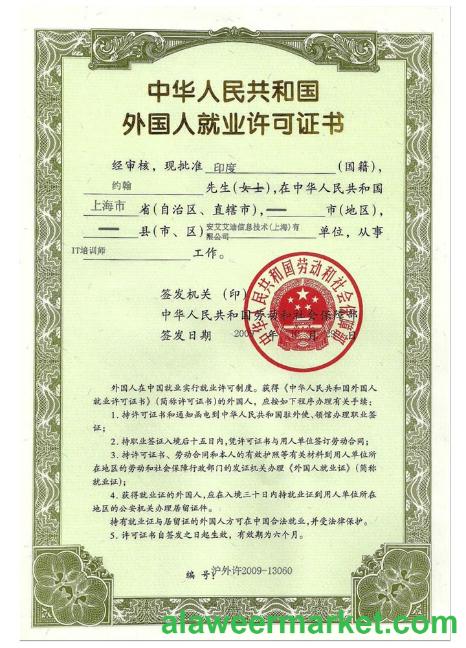 中华人民共和国
外国人就业许可证书
经审核，现批准 印度 （国籍），
约翰 先生（女士），在中华人民共和国
上海市 省（自治区、直辖市），一 市（地区），
一 县（市、区）安艾艾迪信息技术（上海）有限公司 单位，从事
IT培训师 工作。
签发机关（印）
中华人民共和国劳动和社会保障部
签发日期 200 年 月 日
外国人在中国就业实行就业许可制度。获得《中华人民共和国外国人
就业许可证书》（简称许可证书）的外国人，应按如下程序办理有关手续：
1．持许可证书和通知函电到中华人民共和国驻外使、领馆办理职业签
证；
2．持职业签证入境后十五日内，凭许可证书与用人单位签订劳动合同；
3．持许可证书、劳动合同和本人的有效护照等有关材料到用人单位所
在地区的劳动和社会保障行政部门的发证机关办理《外国人就业证》（简称
就业证）；
4．获得就业证的外国人，应在入境三十日内持就业证到用人单位所在
地区的公安机关办理居留证件。
持有就业证与居留证的外国人方可在中国合法就业，并受法律保护。
5．许可证书自签发之日起生效，有效期为六个月。
编 号：沪外许2009-13060
alaweermarket.com